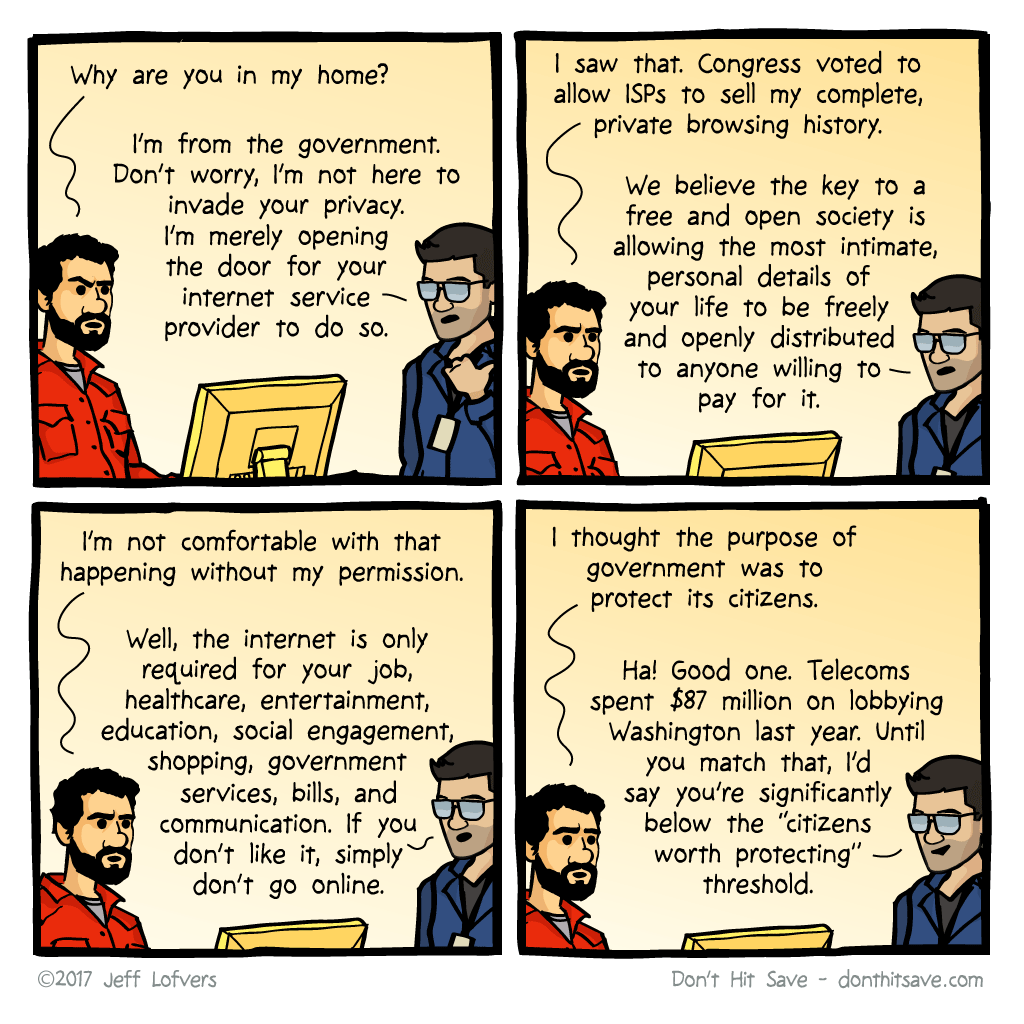 Why are you in my home?
I'm from the government.
Don't worry, I'm not here to
invade your privacy.
I'm merely opening
the door for your
internet service
provider to do so.
I saw that. Congress voted to
allow ISPs to sell my complete,
private browsing history.
We believe the key to a
free and open society is
allowing the most intimate,
personal details of
your life to be freely
and openly distributed
to anyone willing to
pay for it.
I'm not comfortable with that
happening without my permission.
Well, the internet is only
required for your job,
healthcare, entertainment,
education, social engagement,
shopping, government
services, bills, and
communication. If you
don't like it, simply
don't go online.
I thought the purpose of
government was to
protect its citizens.
Ha! Good one. Telecoms
spent $87 million on lobbying
Washington last year. Until
you match that, I'd
say you're significantly
below the "citizens
worth protecting"
threshold.
©2017 Jeff Lofvers
Don't Hit Save - donthitsave.com